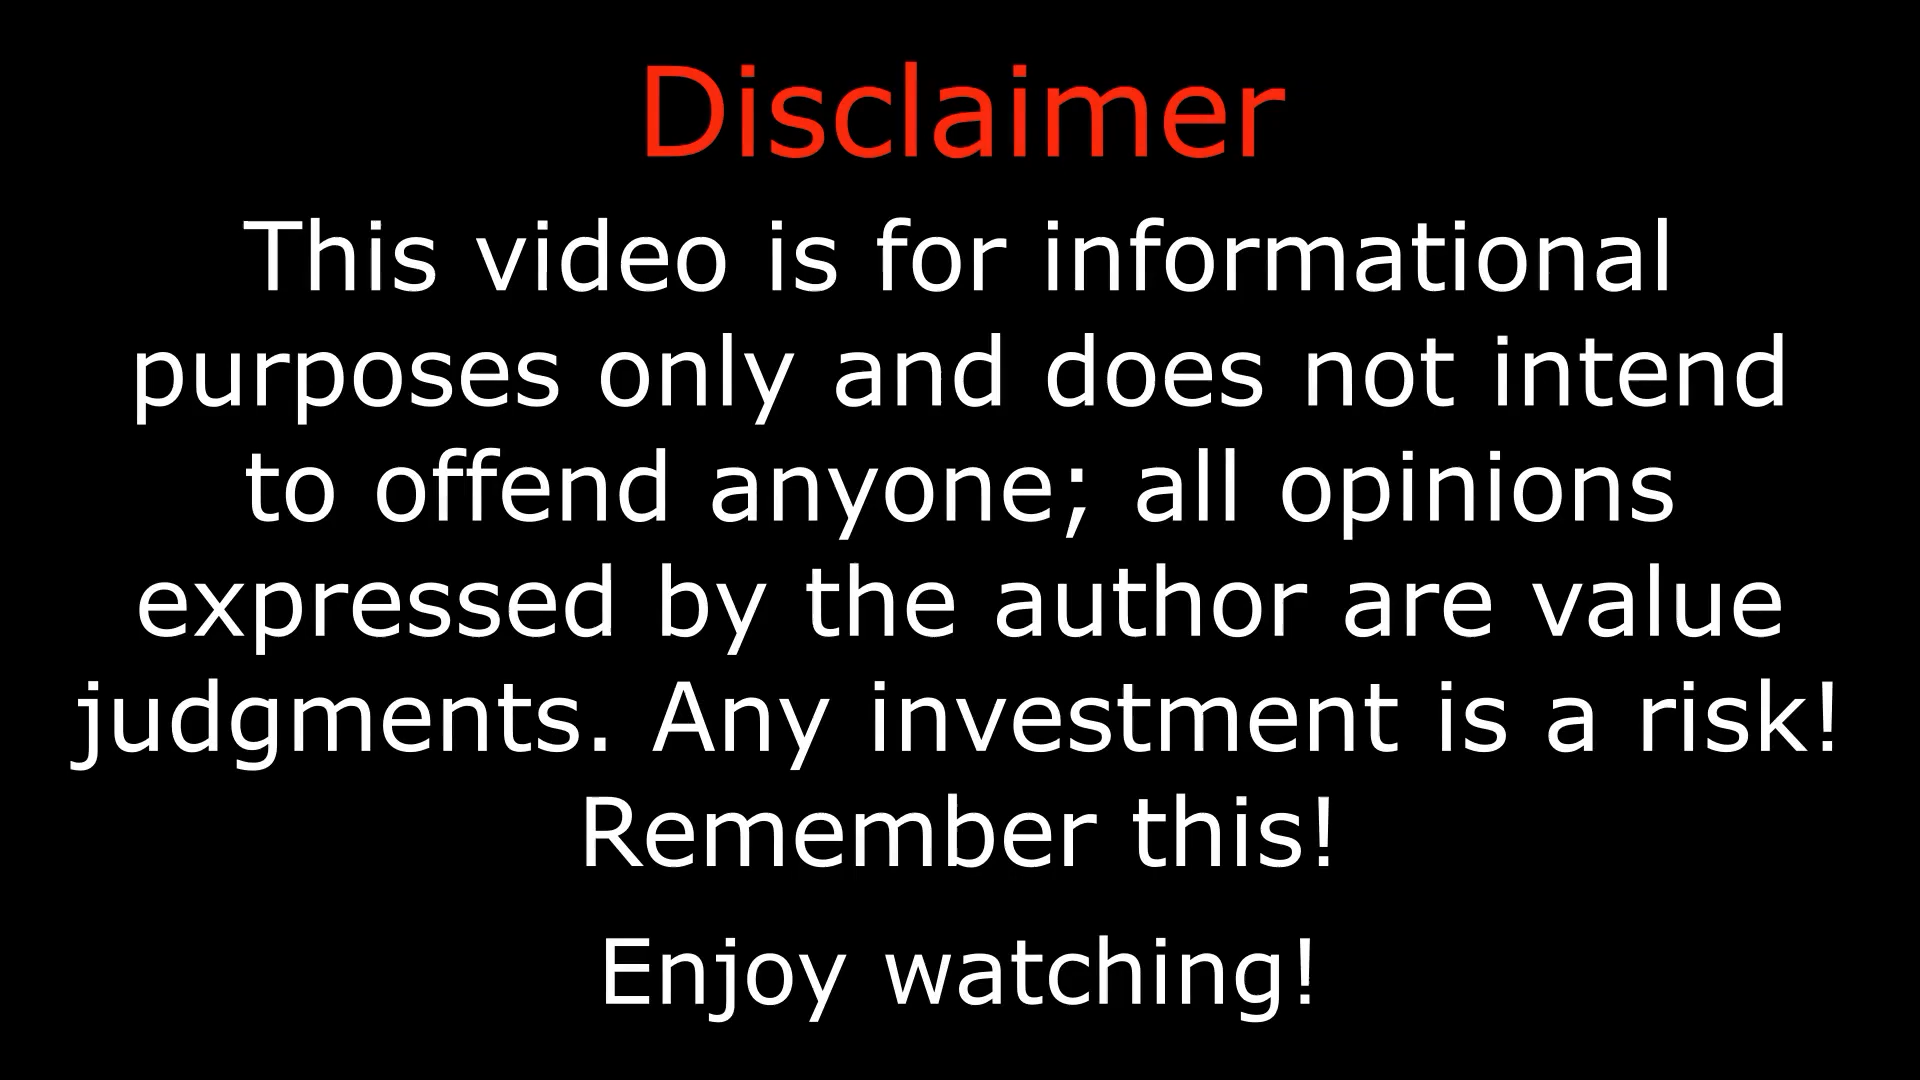 Disclaimer
This video is for informational
purposes only and does not intend
to offend anyone; all opinions
expressed by the author are value
judgments. Any investment is a risk!
Remember this!
Enjoy watching!